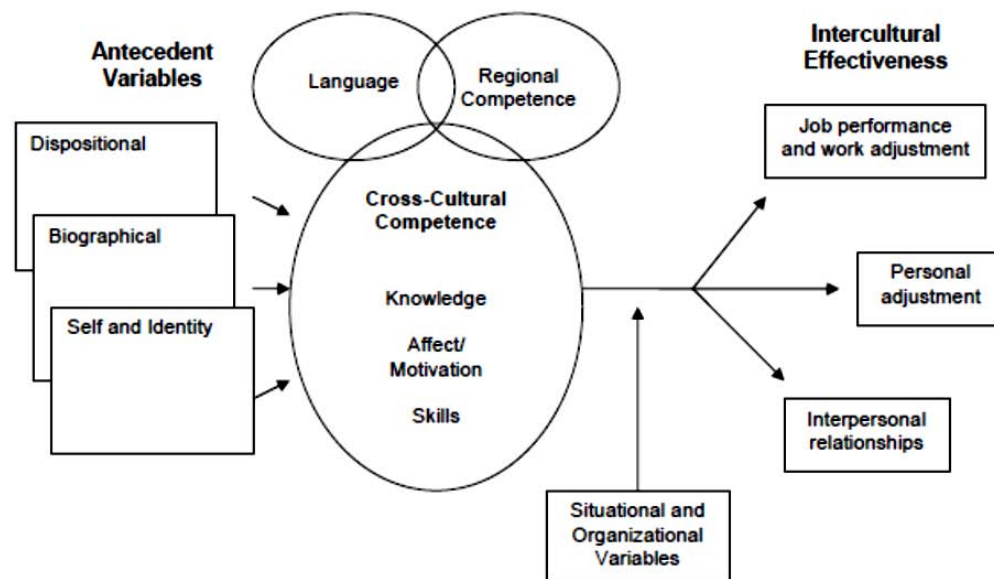 Antecedent
Variables
Dispositional
Biographical
Self and Identity
Language
Regional
Competence
Cross-Cultural
Competence
Knowledge
Affect/
Motivation
Skills
Situational and
Organizational
Variables
Intercultural
Effectiveness
Job performance
and work adjustment
Personal
adjustment
Interpersonal
relationships